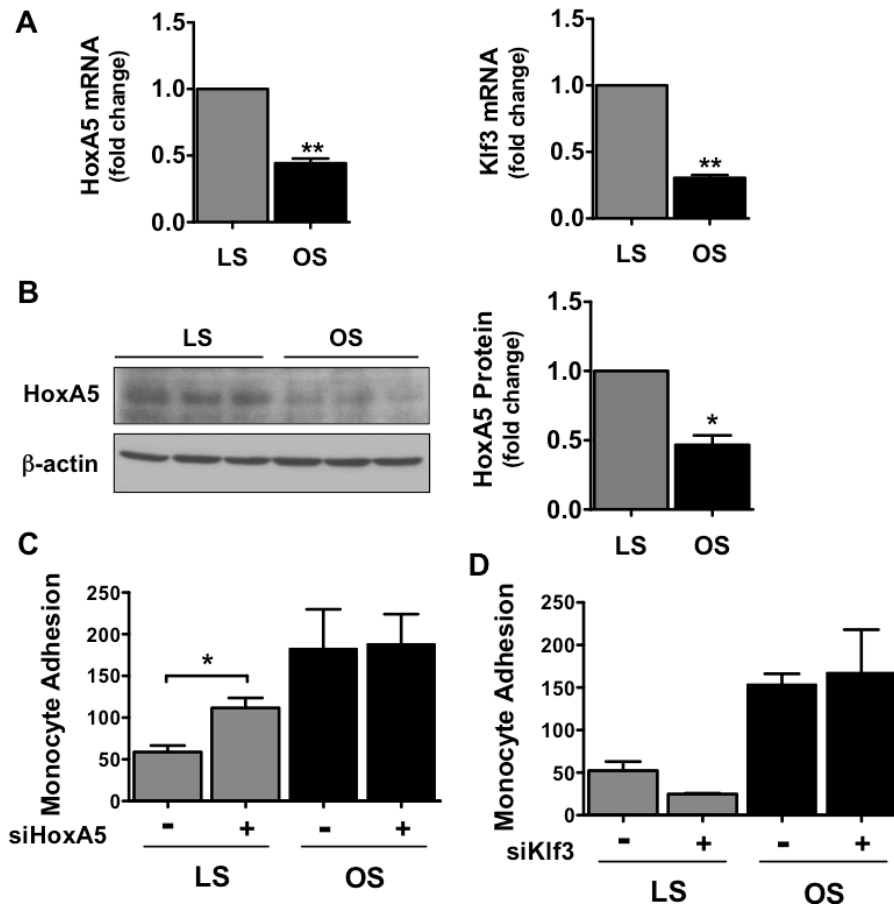 A
HoxA5 mRNA
(fold change)
1.5
1.0
0.5
0.0
**
LS
OS
Klf3 mRNA
(fold change)
1.5
1.0
0.5
0.0
**
LS
OS
B
LS
OS
HoxA5
β-actin
HoxA5 Protein
(fold change)
1.5
1.0
0.5
0.0
*
LS
OS
C
Monocyte Adhesion
250
200
150
100
50
0
*
siHoxA5
-
+
-
+
LS
OS
D
Monocyte Adhesion
250
200
150
100
50
0
siKlf3
-
+
-
+
LS
OS